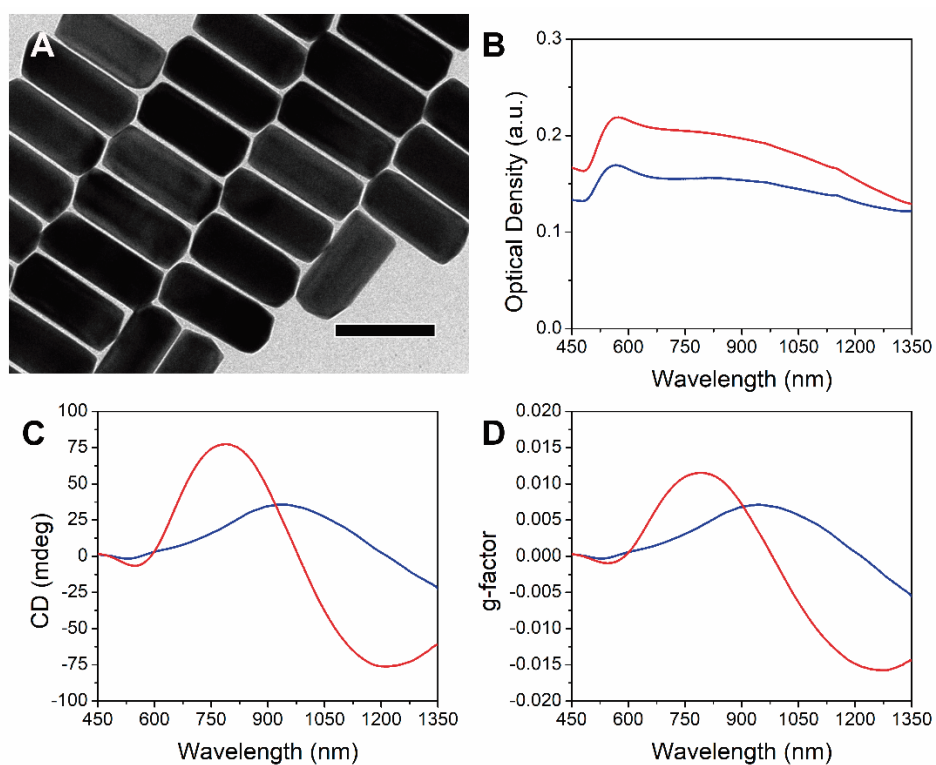 A
B
0.3
0.2
0.1
0.0
Optical Density (a.u.)
450 600 750 900 1050 1200 1350
Wavelength (nm)
C
100
75
50
25
0
-25
-50
-75
-100
CD (mdeg)
450 600 750 900 1050 1200 1350
Wavelength (nm)
D
0.020
0.015
0.010
0.005
0.000
-0.005
-0.010
-0.015
-0.020
g-factor
450 600 750 900 1050 1200 1350
Wavelength (nm)